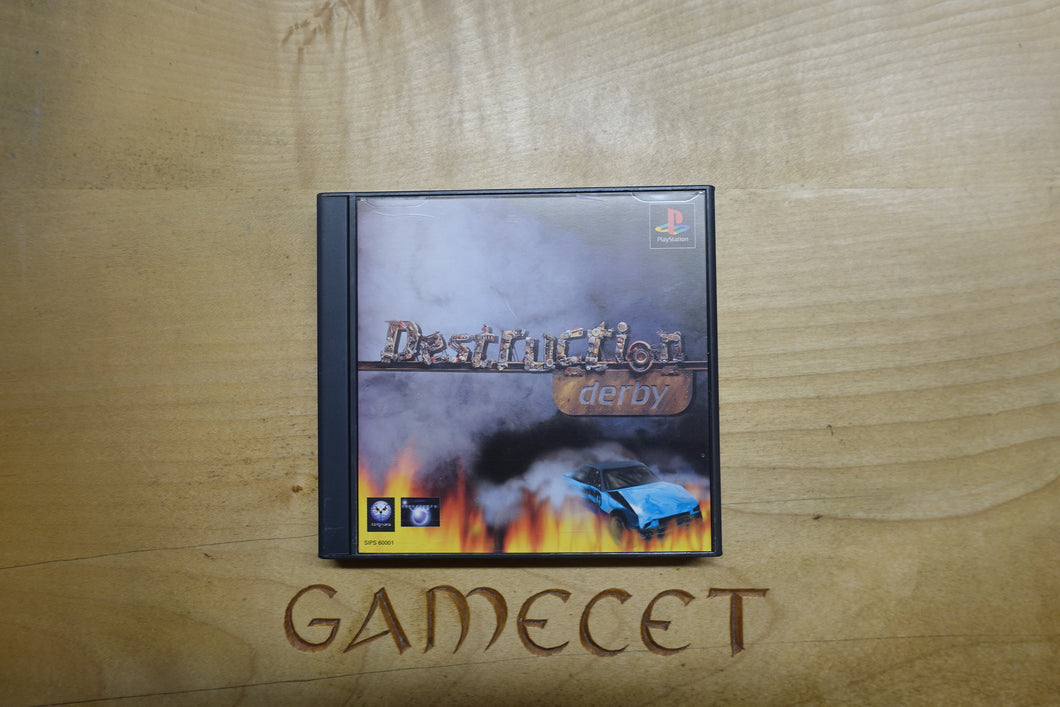 PlayStation
Destruction
derby
SIPS 60001
GAMECET